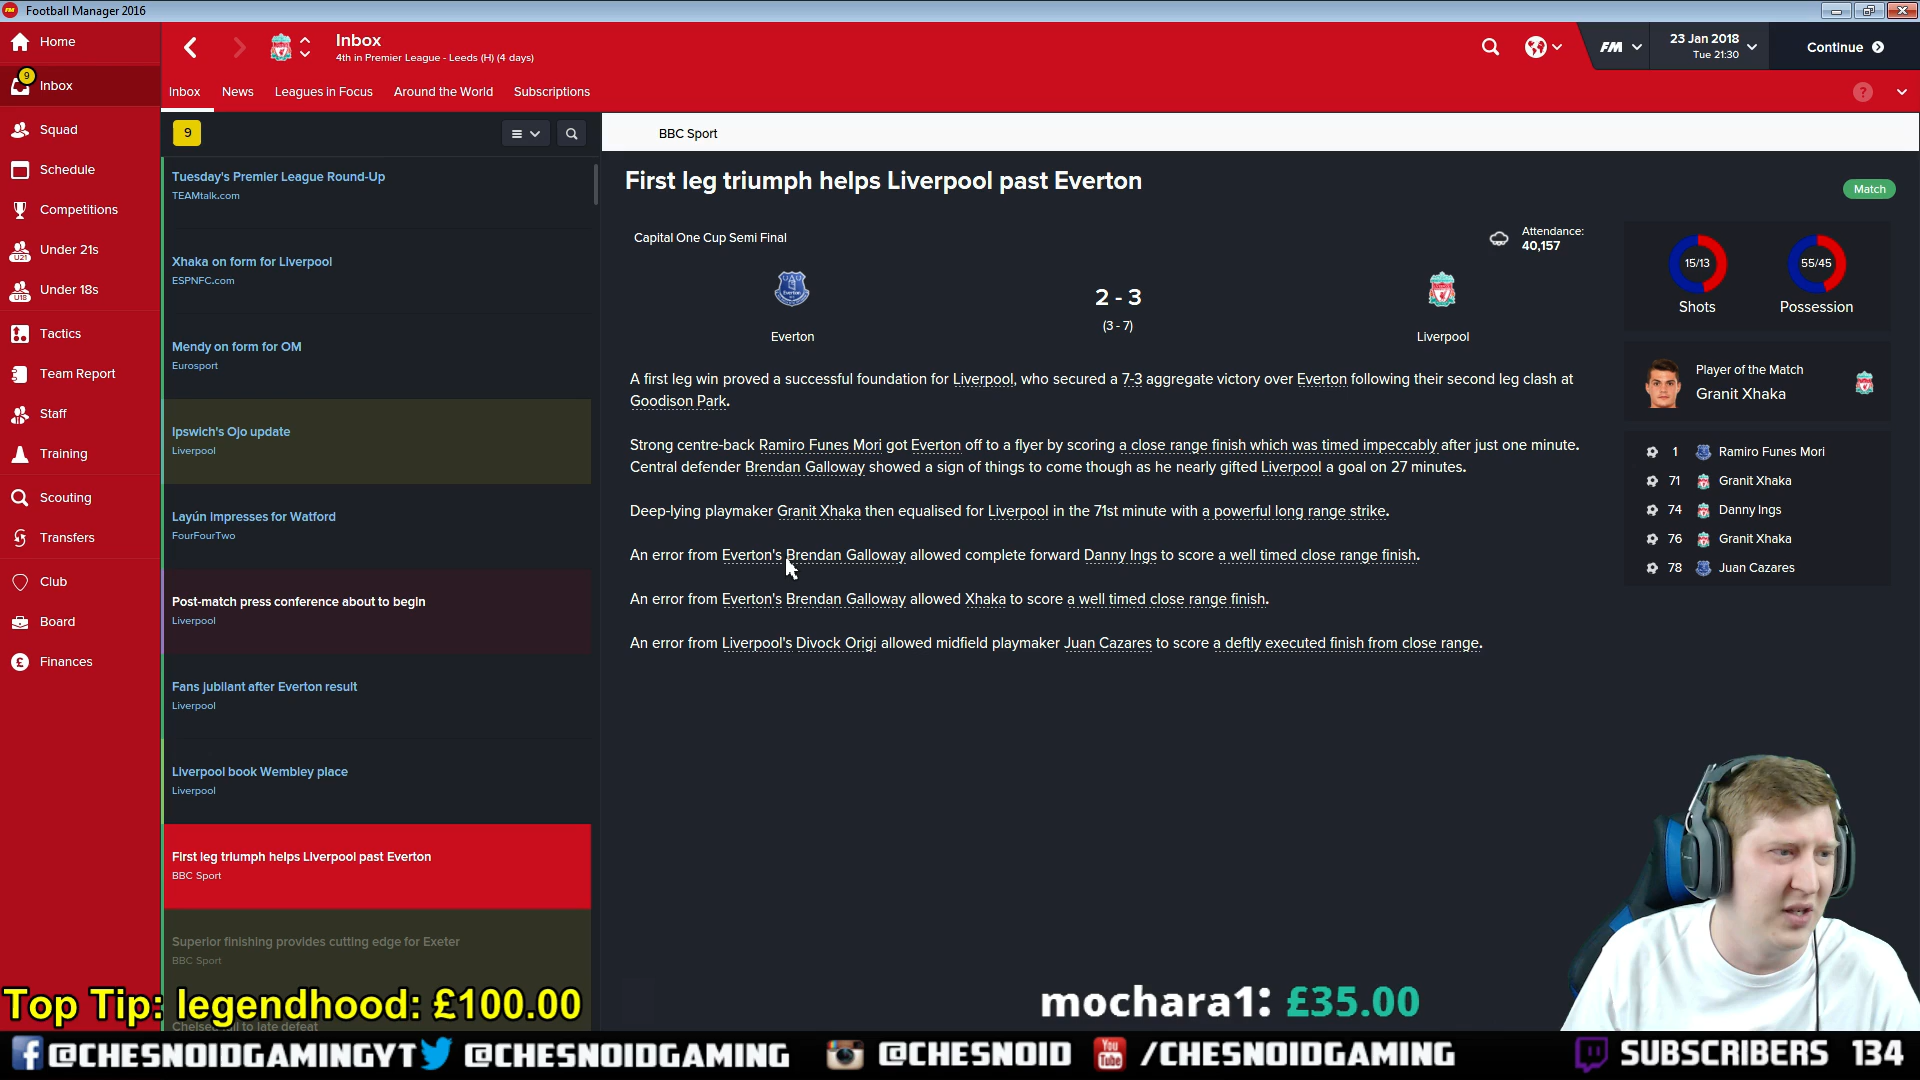 Football Manager 2016
Home
Inbox
4th in Premier League - Leeds (H) (4 days)
FM
23 Jan 2018
Tue 21:30
Continue
9
Inbox
Inbox
News
Leagues in Focus
Around the World
Subscriptions
?
Squad
Schedule
Competitions
U21
Under 21s
U18
Under 18s
Tactics
Team Report
Staff
Training
Scouting
Transfers
Club
Board
£
Finances
9
Tuesday's Premier League Round-Up
TEAMtalk.com
Xhaka on form for Liverpool
ESPNFC.com
Mendy on form for OM
Eurosport
Ipswich's Ojo update
Liverpool
Layún impresses for Watford
FourFourTwo
Post-match press conference about to begin
Liverpool
Fans jubilant after Everton result
Liverpool
Liverpool book Wembley place
Liverpool
First leg triumph helps Liverpool past Everton
BBC Sport
Superior finishing provides cutting edge for Exeter
BBC Sport
BBC Sport
First leg triumph helps Liverpool past Everton
Match
Capital One Cup Semi Final
Attendance:
40,157
2 - 3
(3 - 7)
Everton
Liverpool
A first leg win proved a successful foundation for Liverpool, who secured a 7-3 aggregate victory over Everton following their second leg clash at
Goodison Park.
Strong centre-back Ramiro Funes Mori got Everton off to a flyer by scoring a close range finish which was timed impeccably after just one minute.
Central defender Brendan Galloway showed a sign of things to come though as he nearly gifted Liverpool a goal on 27 minutes.
Deep-lying playmaker Granit Xhaka then equalised for Liverpool in the 71st minute with a powerful long range strike.
An error from Everton's Brendan Galloway allowed complete forward Danny Ings to score a well timed close range finish.
An error from Everton's Brendan Galloway allowed Xhaka to score a well timed close range finish.
An error from Liverpool's Divock Origi allowed midfield playmaker Juan Cazares to score a deftly executed finish from close range.
15/13
Shots
55/45
Possession
Player of the Match
Granit Xhaka
1 Ramiro Funes Mori
71 Granit Xhaka
74 Danny Ings
76 Granit Xhaka
78 Juan Cazares
Top Tip: legendhood: £100.00
mochara1: £35.00
@CHESNOIDGAMINGYT
@CHESNOIDGAMING
@CHESNOID
You Tube
/CHESNOIDGAMING
SUBSCRIBERS 134